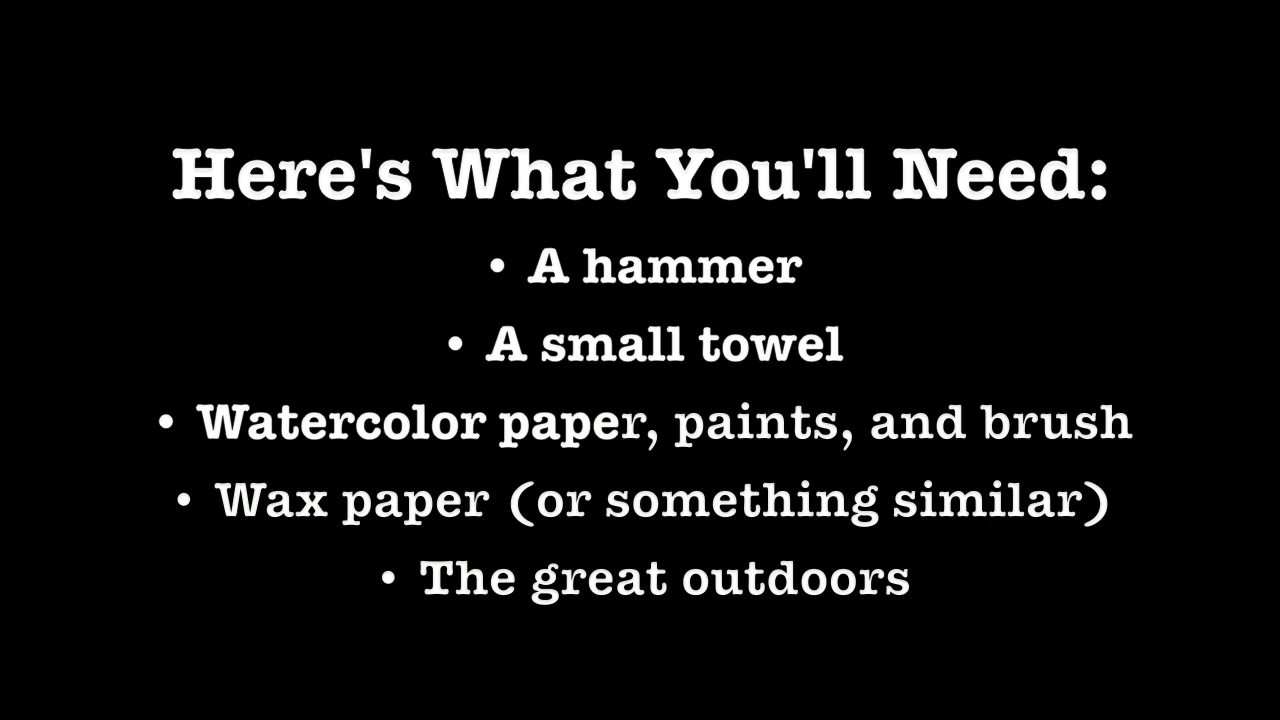 Here's What You'll Need:
• A hammer
• A small towel
• Watercolor paper, paints, and brush
• Wax paper (or something similar)
• The great outdoors